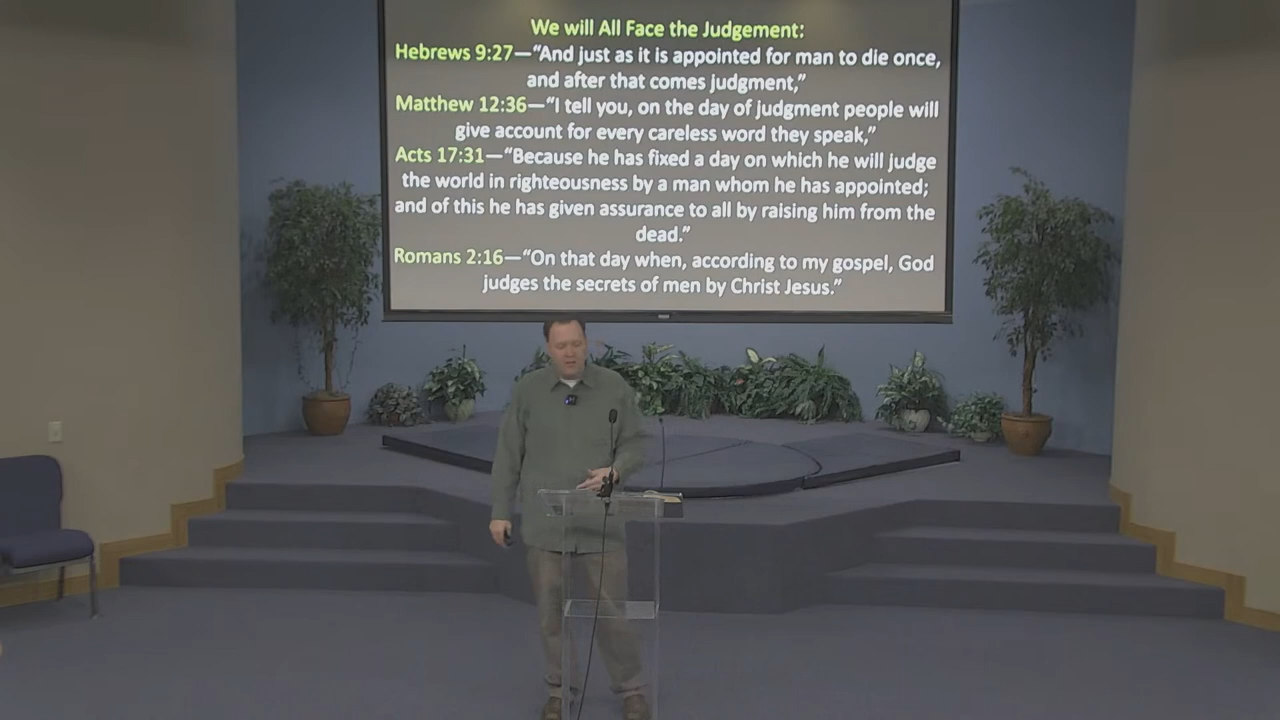 We will All Face the Judgement:
Hebrews 9:27—“And just as it is appointed for man to die once,
and after that comes judgment,”
Matthew 12:36—“I tell you, on the day of judgment people will
give account for every careless word they speak,”
Acts 17:31—“Because he has fixed a day on which he will judge
the world in righteousness by a man whom he has appointed;
and of this he has given assurance to all by raising him from the
dead.”
Romans 2:16—“On that day when, according to my gospel, God
judges the secrets of men by Christ Jesus.”